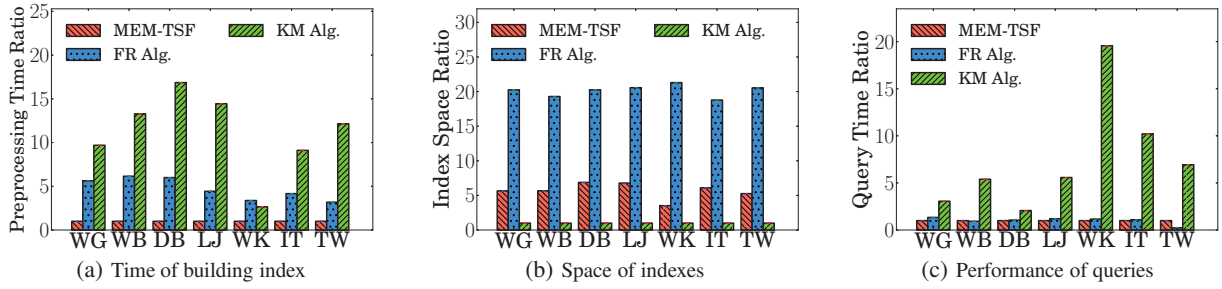 Preprocessing Time Ratio
25
20
15
10
5
0
MEM-TSF
FR Alg.
KM Alg.
WG WB DB LJ WK IT TW
(a) Time of building index
Index Space Ratio
30
25
20
15
10
5
0
MEM-TSF
FR Alg.
KM Alg.
WG WB DB LJ WK IT TW
(b) Space of indexes
Query Time Ratio
20
15
10
5
0
MEM-TSF
FR Alg.
KM Alg.
WG WB DB LJ WK IT TW
(c) Performance of queries